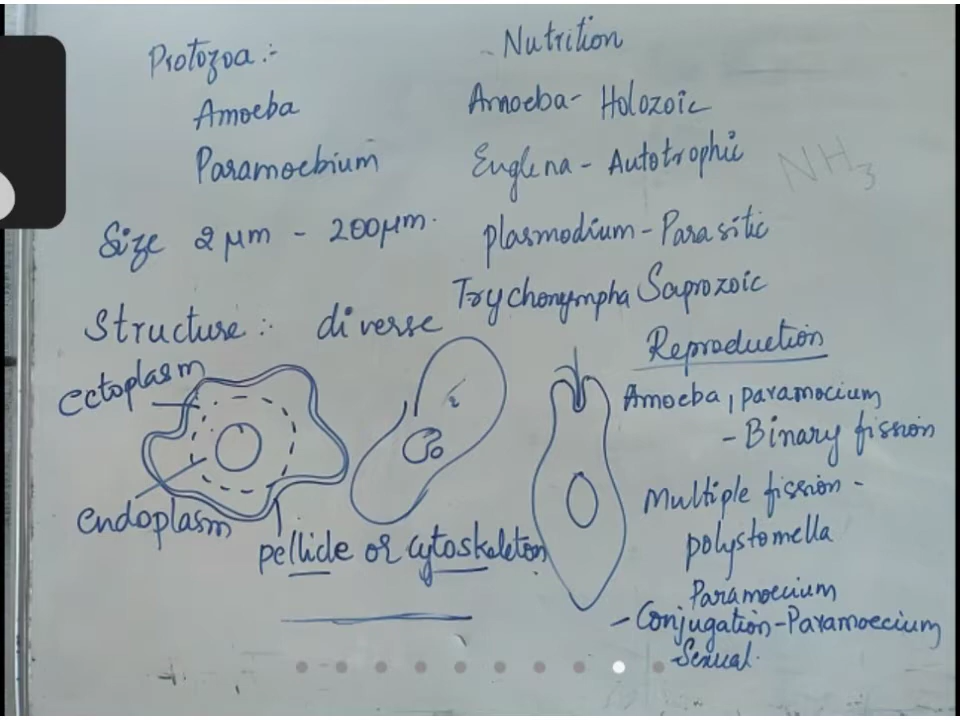 Protozoa :-
Amoeba
Paramoebium
Size 2 μm - 200μm.
Structure :- diverse
Ectoplasm
endoplasm
pellicle or cytoskeleton
Nutrition
Amoeba - Holozoic
Euglena - Autotrophic
NH3
plasmodium - Parasitic
Trychonympha Saprozoic
Reproduction
Amoeba, paramocium
- Binary fission
Multiple fission -
polystomella
Paramoecium
- Conjugation - Paramoecium
Sexual.